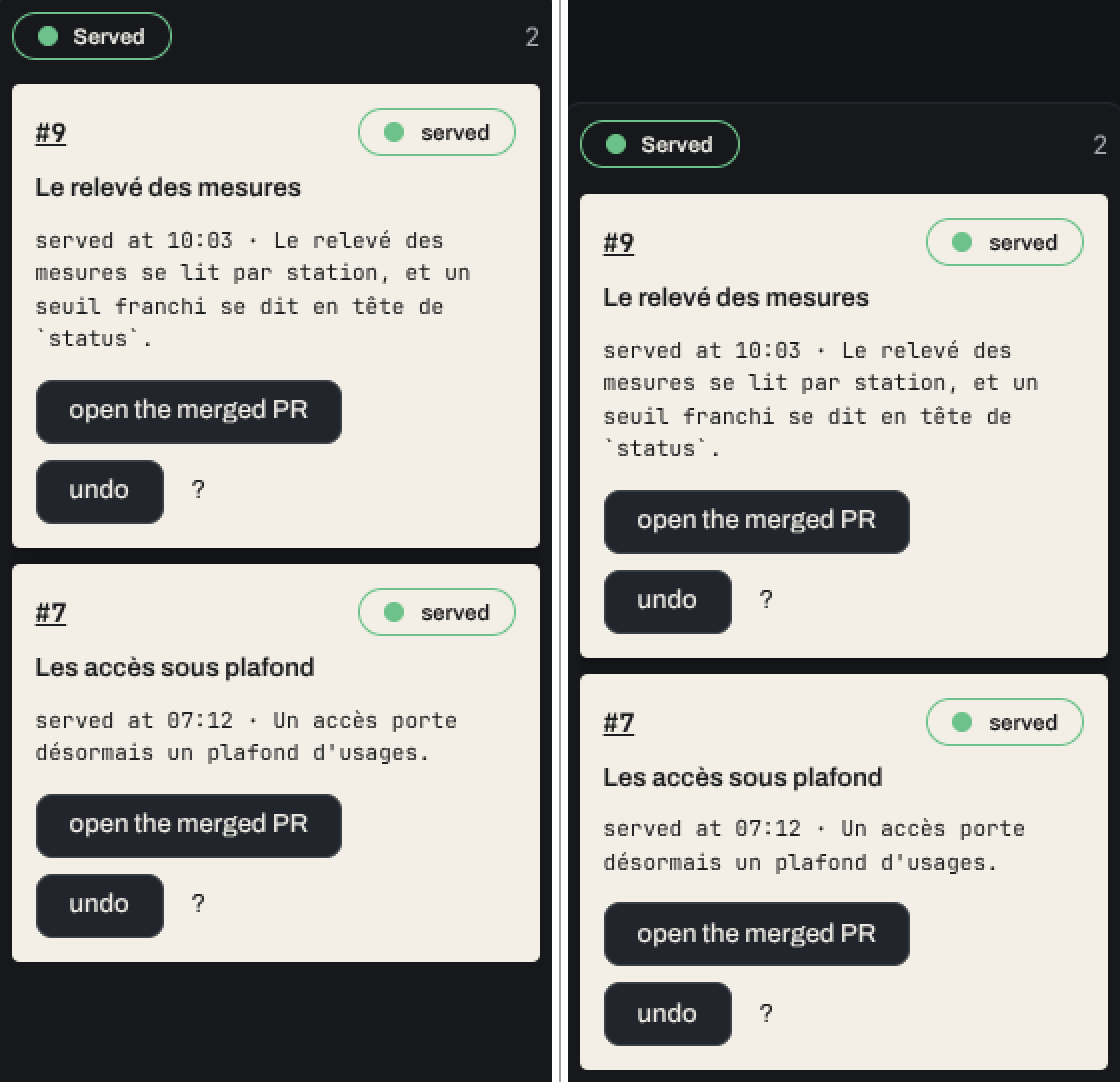 Served
2
#9
served
Le relevé des mesures
served at 10:03 · Le relevé des
mesures se lit par station, et un
seuil franchi se dit en tête de
`status`.
open the merged PR
undo
?
#7
served
Les accès sous plafond
served at 07:12 · Un accès porte
désormais un plafond d'usages.
open the merged PR
undo
?
Served
2
#9
served
Le relevé des mesures
served at 10:03 · Le relevé des
mesures se lit par station, et un
seuil franchi se dit en tête de
`status`.
open the merged PR
undo
?
#7
served
Les accès sous plafond
served at 07:12 · Un accès porte
désormais un plafond d'usages.
open the merged PR
undo
?